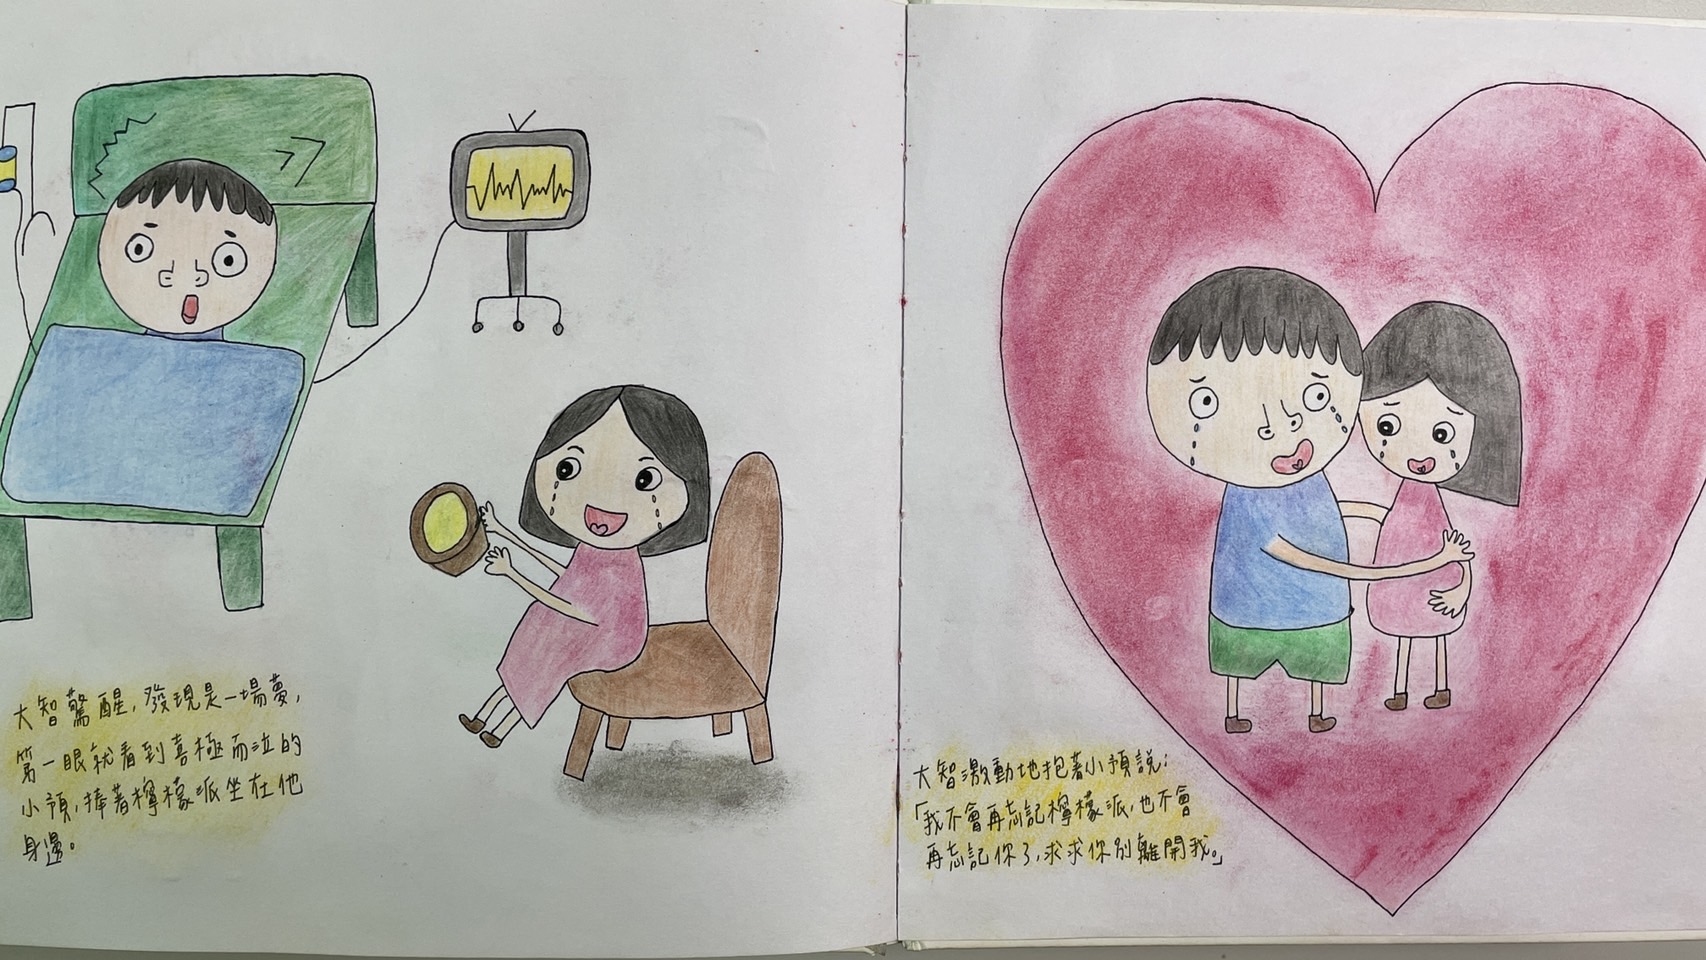 大智驚醒,發現是一場夢,
第一眼就看到喜極而泣的
小預,捧著檸檬派坐在他
身邊。
大智激動地抱著小預說:
「我不會再忘記檸檬派,也不會
再忘記你了,求求你別離開我。」